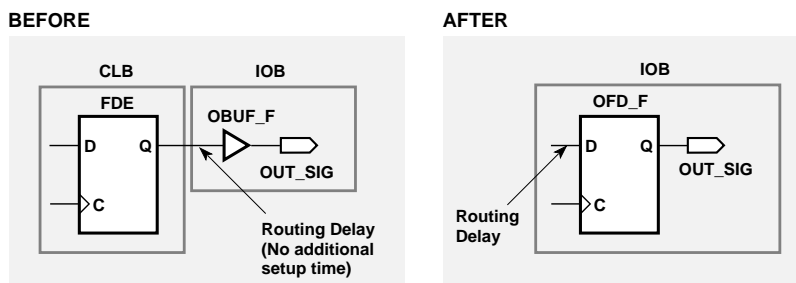 BEFORE
CLB
IOB
FDE
OBUF_F
D
Q
OUT_SIG
C
Routing Delay
(No additional
setup time)
AFTER
IOB
OFD_F
D
Q
OUT_SIG
C
Routing
Delay